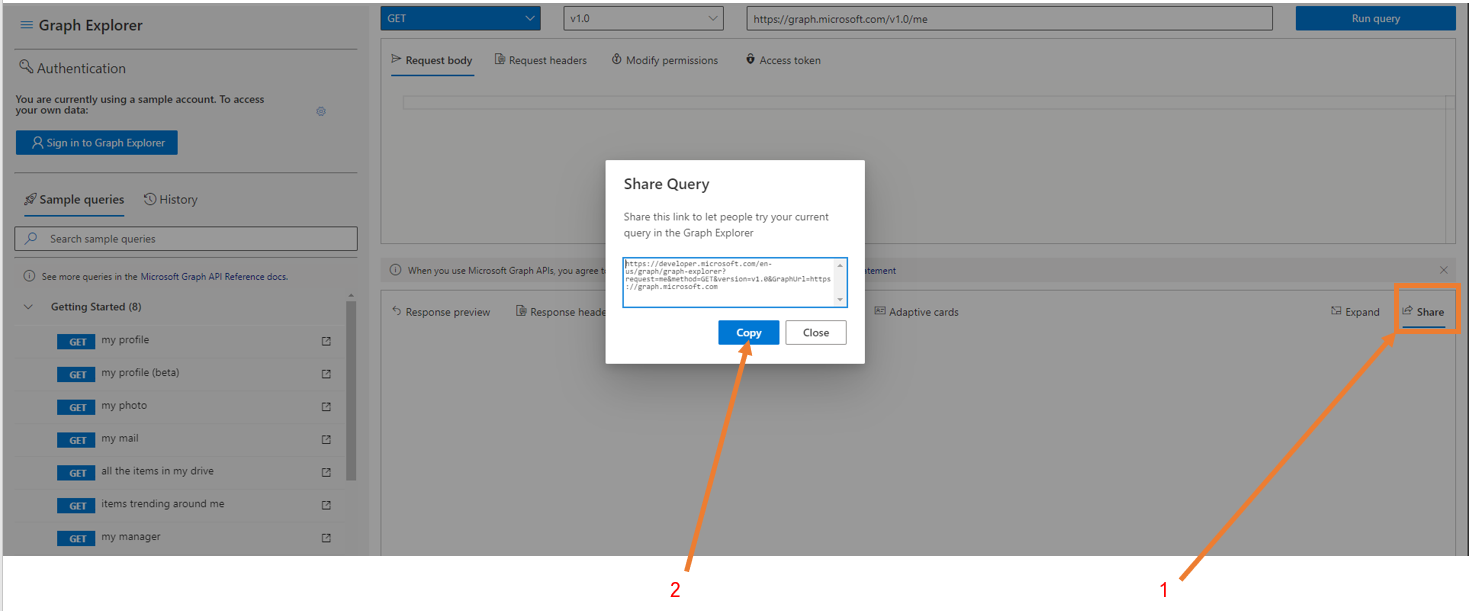 Graph Explorer
GET
v1.0
https://graph.microsoft.com/v1.0/me
Run query
Authentication
You are currently using a sample account. To access
your own data:
Sign in to Graph Explorer
Request body
Request headers
Modify permissions
Access token
Sample queries
History
Search sample queries
See more queries in the Microsoft Graph API Reference docs.
Getting Started (8)
GET my profile
GET my profile (beta)
GET my photo
GET my mail
GET all the items in my drive
GET items trending around me
GET my manager
When you use Microsoft Graph APIs, you agree to
Response preview
Response heade
Adaptive cards
Expand
Share
Share Query
Share this link to let people try your current
query in the Graph Explorer
https://developer.microsoft.com/en-
us/graph/graph-explorer?
request=me&method=GET&version=v1.0&GraphUrl=https
://graph.microsoft.com
Copy
Close
2
1